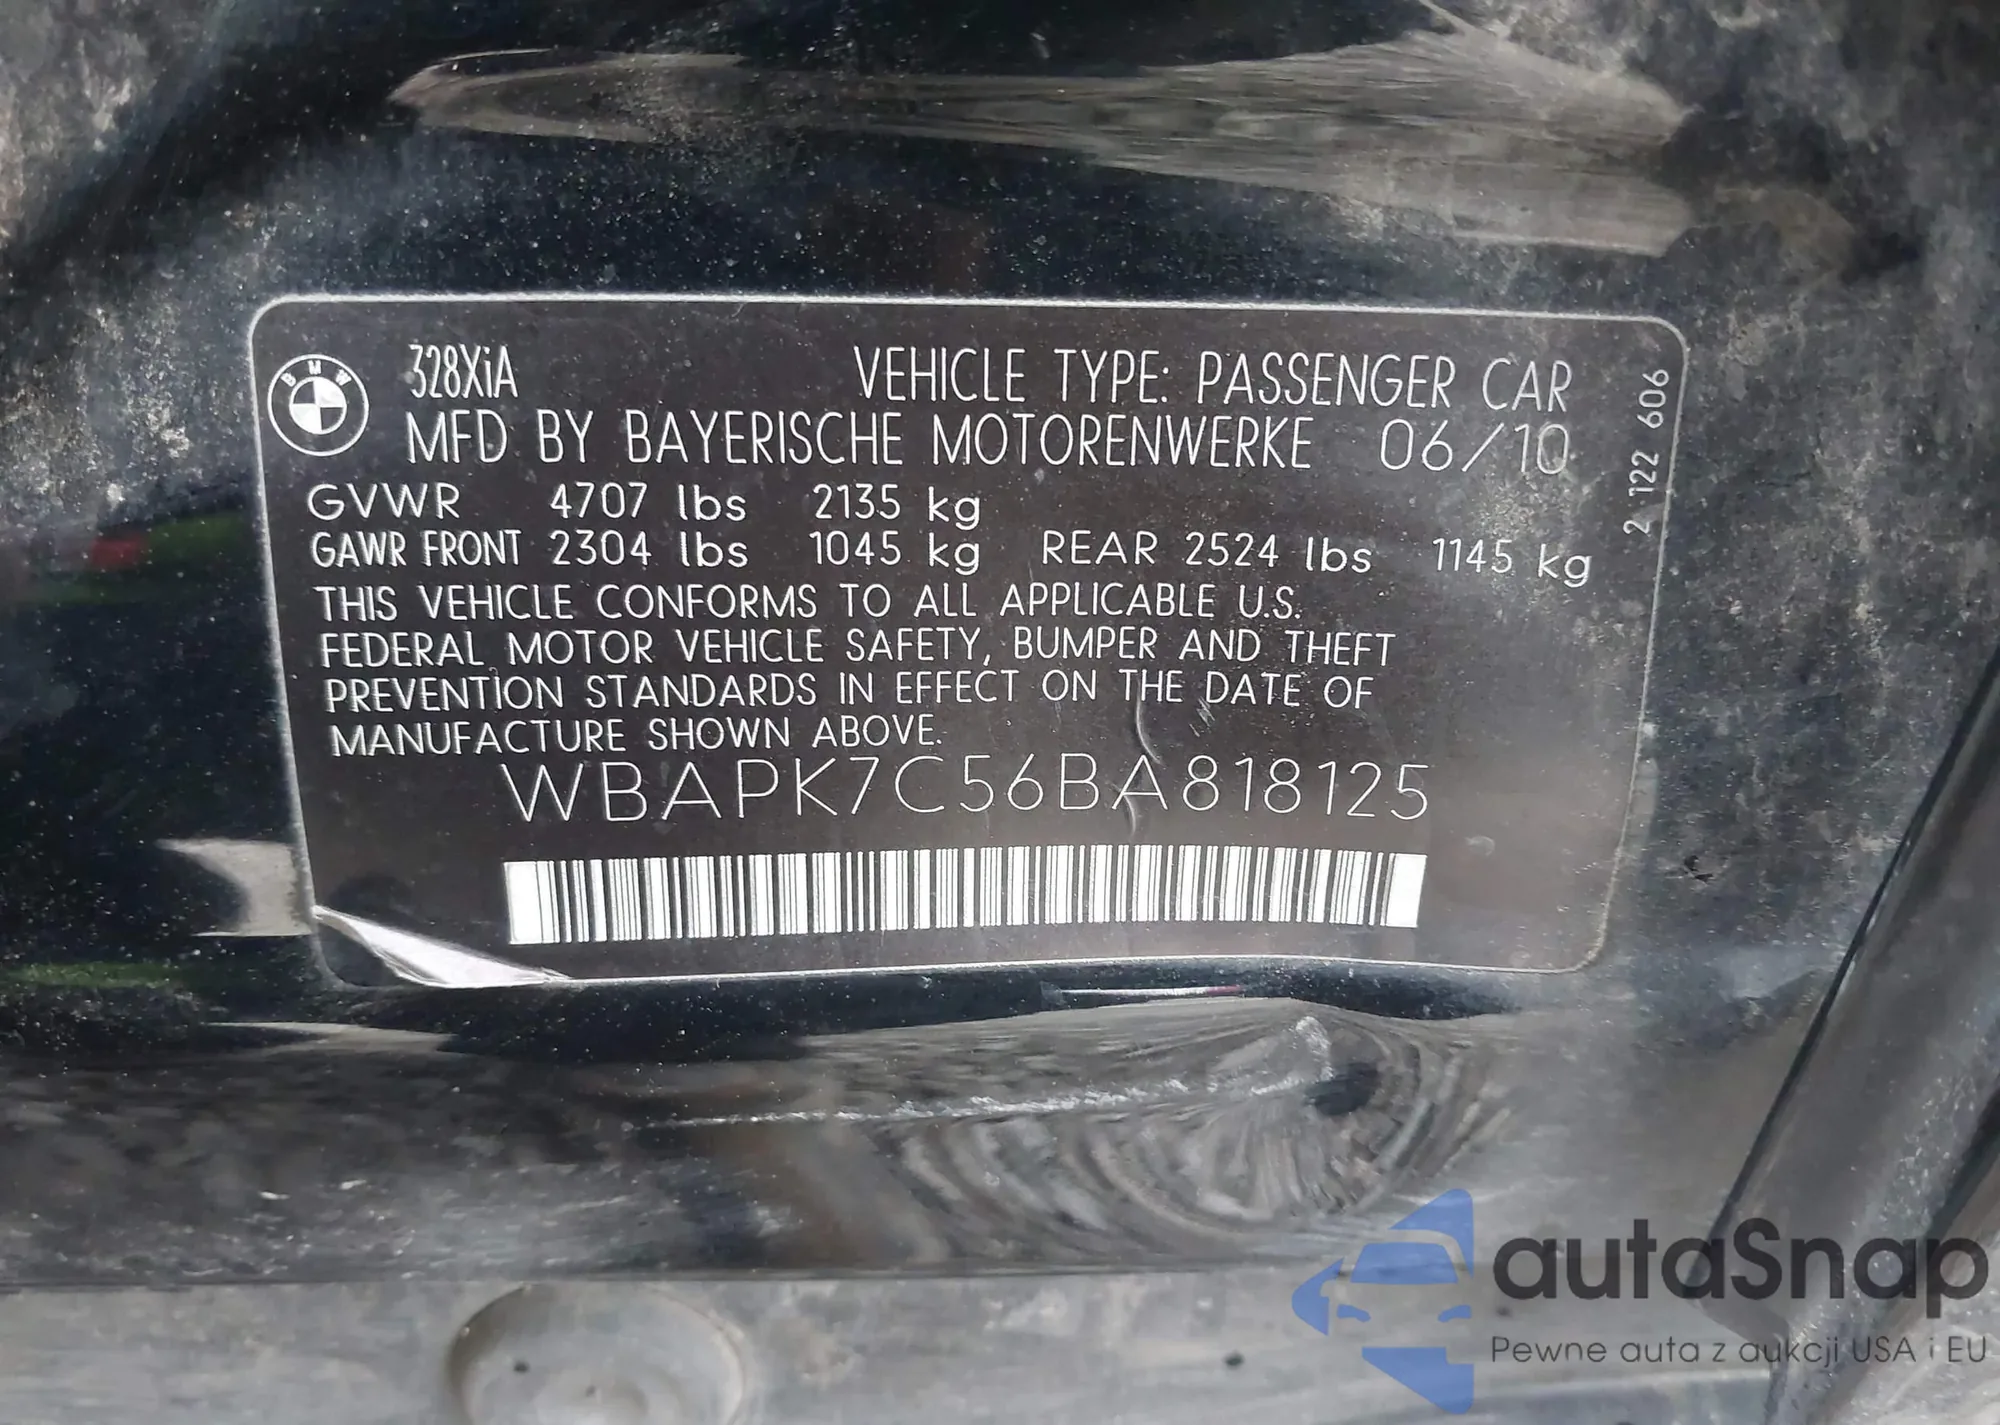 BMW
328XiA
VEHICLE TYPE: PASSENGER CAR
MFD BY BAYERISCHE MOTORENWERKE 06/10
GVWR 4707 lbs 2135 kg
GAWR FRONT 2304 lbs 1045 kg REAR 2524 lbs 1145 kg
THIS VEHICLE CONFORMS TO ALL APPLICABLE U.S.
FEDERAL MOTOR VEHICLE SAFETY, BUMPER AND THEFT
PREVENTION STANDARDS IN EFFECT ON THE DATE OF
MANUFACTURE SHOWN ABOVE.
WBAPK7C56BA818125
2 122 606
autaSnap
Pewne auta z aukcji USA i EU